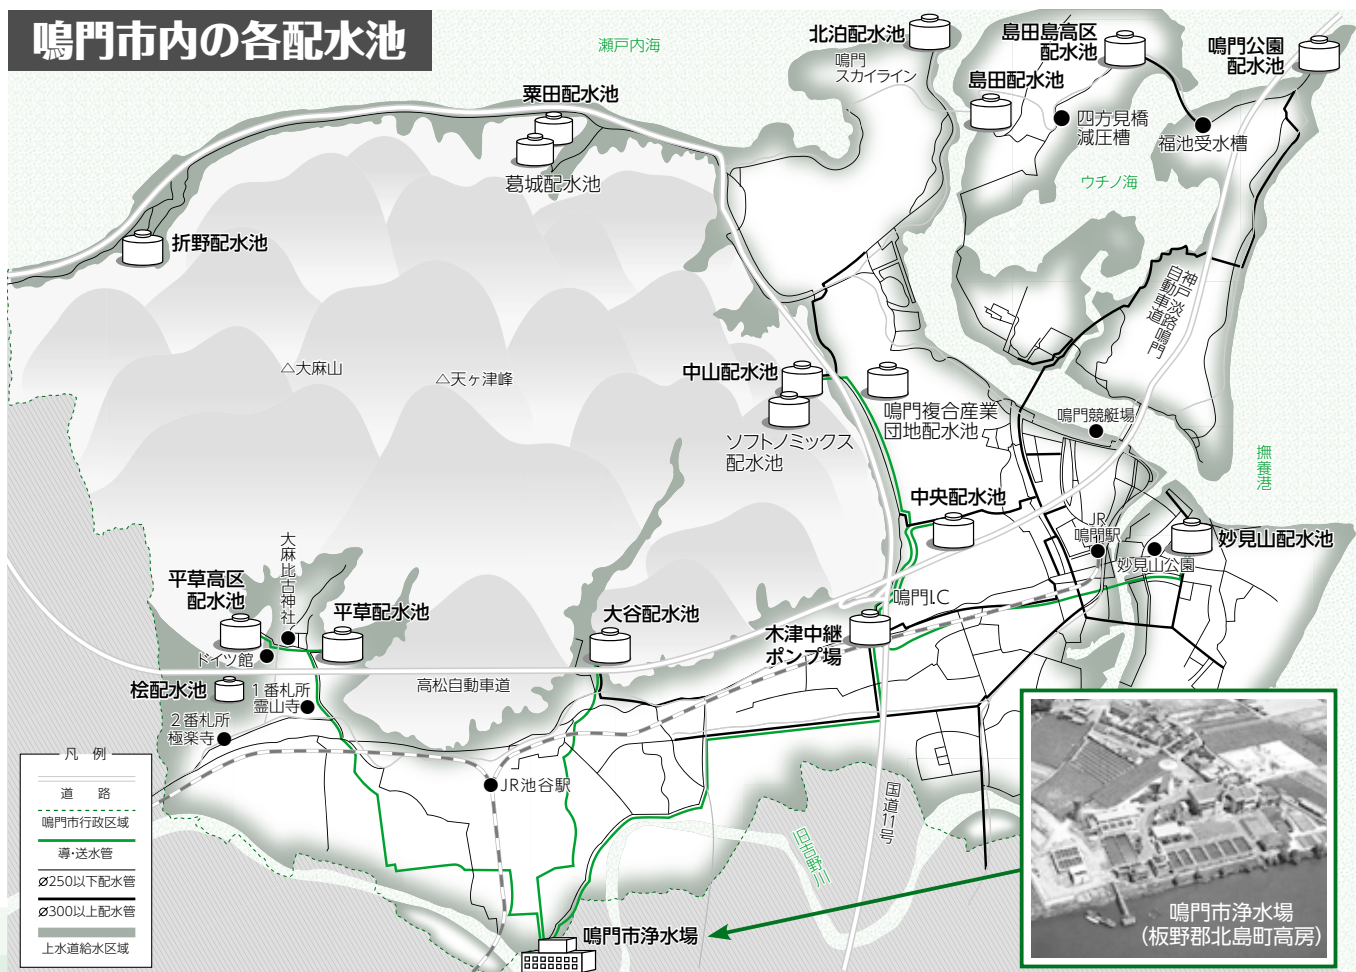 鳴門市内の各配水池
瀬戸内海
北泊配水池
鳴門
スカイライン
島田島高区
配水池
島田配水池
鳴門公園
配水池
四方見橋
減圧槽
福池受水槽
ウチノ海
粟田配水池
葛城配水池
折野配水池
神戸淡路鳴門
自動車道
△大麻山
△天ヶ津峰
中山配水池
ソフトノミックス
配水池
鳴門複合産業
団地配水池
鳴門競艇場
撫養港
中央配水池
JR
鳴門駅
妙見山公園
妙見山配水池
大麻比古神社
平草高区
配水池
平草配水池
ドイツ館
桧配水池
1番札所
霊山寺
2番札所
極楽寺
大谷配水池
高松自動車道
鳴門I.C
木津中継
ポンプ場
JR池谷駅
国道11号
旧吉野川
鳴門市浄水場
凡例
道路
鳴門市行政区域
導・送水管
ø250以下配水管
ø300以上配水管
上水道給水区域
鳴門市浄水場
(板野郡北島町高房)